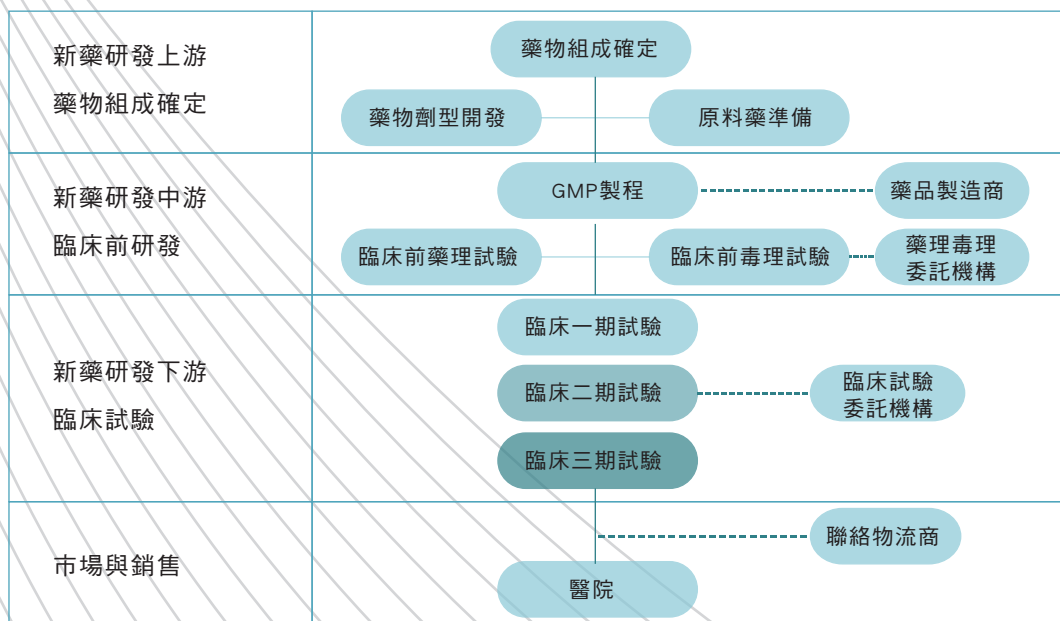 新藥研發上游
藥物組成確定
藥物組成確定
藥物劑型開發
原料藥準備
新藥研發中游
臨床前研發
GMP製程
藥品製造商
臨床前藥理試驗
臨床前毒理試驗
藥理毒理
委託機構
新藥研發下游
臨床試驗
臨床一期試驗
臨床二期試驗
臨床試驗
委託機構
臨床三期試驗
市場與銷售
聯絡物流商
醫院